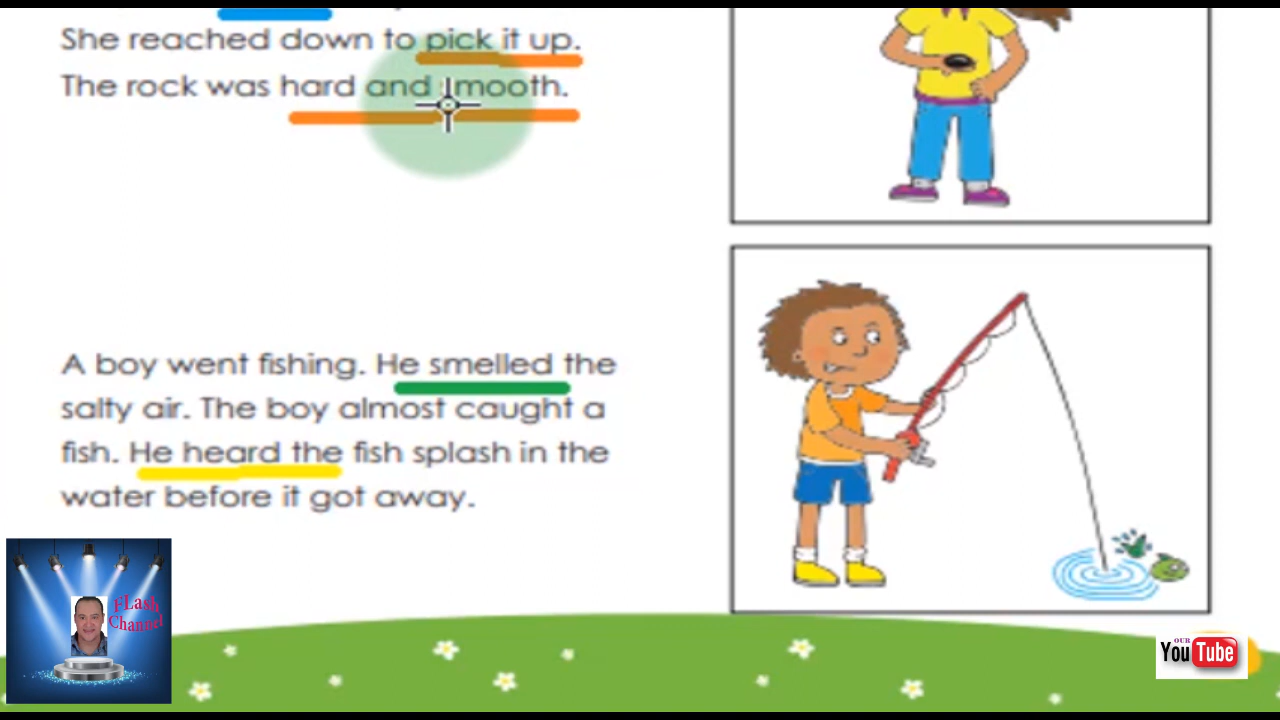 She reached down to pick it up.
The rock was hard and smooth.
A boy went fishing. He smelled the
salty air. The boy almost caught a
fish. He heard the fish splash in the
water before it got away.
FLash
Channel
OUR
YouTube